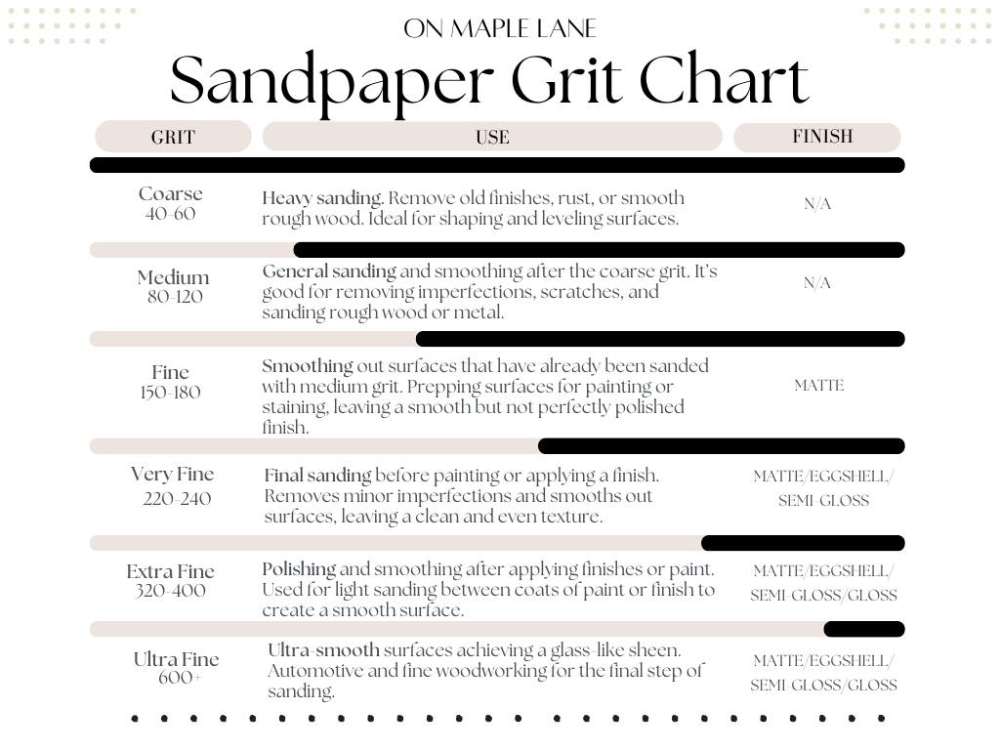 ON MAPLE LANE
Sandpaper Grit Chart
GRIT
USE
FINISH
Coarse
40-60
Heavy sanding. Remove old finishes, rust, or smooth
rough wood. Ideal for shaping and leveling surfaces.
N/A
Medium
80-120
General sanding and smoothing after the coarse grit. It's
good for removing imperfections, scratches, and
sanding rough wood or metal.
N/A
Fine
150-180
Smoothing out surfaces that have already been sanded
with medium grit. Prepping surfaces for painting or
staining, leaving a smooth but not perfectly polished
finish.
MATTE
Very Fine
220-240
Final sanding before painting or applying a finish.
Removes minor imperfections and smooths out
surfaces, leaving a clean and even texture.
MATTE/EGGSHELL/
SEMI-GLOSS
Extra Fine
320-400
Polishing and smoothing after applying finishes or paint.
Used for light sanding between coats of paint or finish to
create a smooth surface.
MATTE/EGGSHELL/
SEMI-GLOSS/GLOSS
Ultra Fine
600+
Ultra-smooth surfaces achieving a glass-like sheen.
Automotive and fine woodworking for the final step of
sanding.
MATTE/EGGSHELL/
SEMI-GLOSS/GLOSS